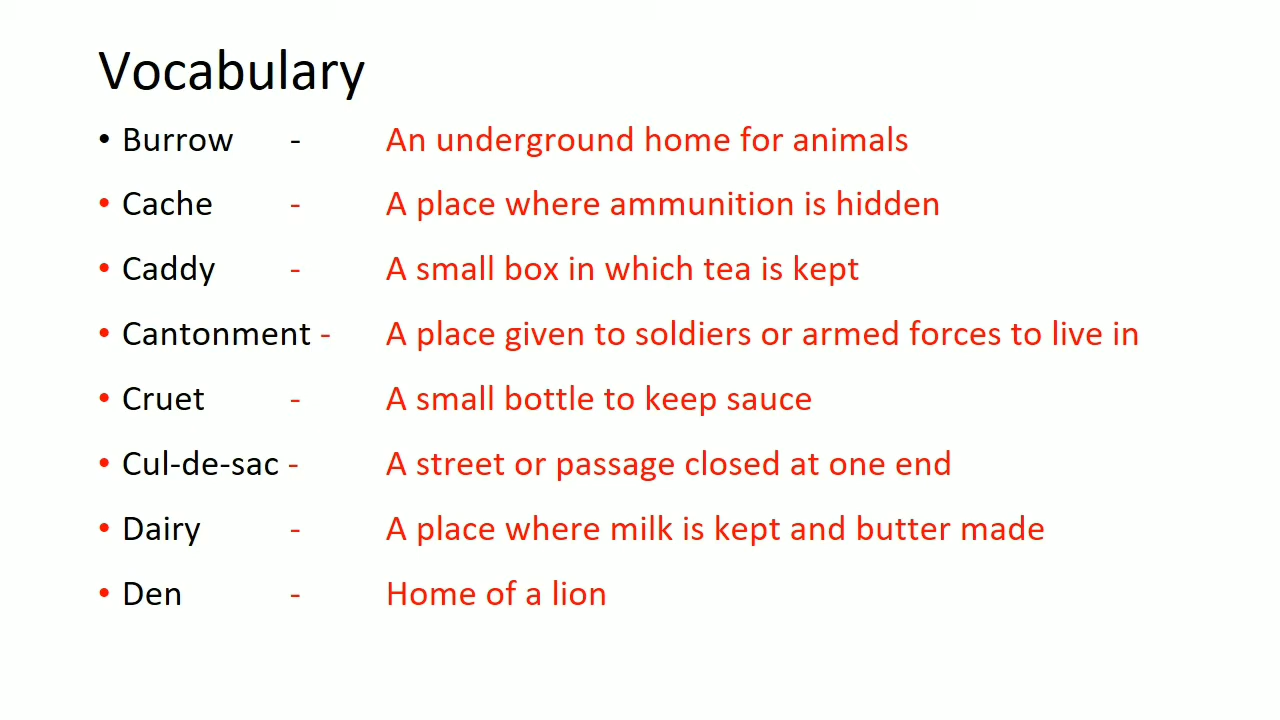 Vocabulary
• Burrow - An underground home for animals
• Cache - A place where ammunition is hidden
• Caddy - A small box in which tea is kept
• Cantonment - A place given to soldiers or armed forces to live in
• Cruet - A small bottle to keep sauce
• Cul-de-sac - A street or passage closed at one end
• Dairy - A place where milk is kept and butter made
• Den - Home of a lion